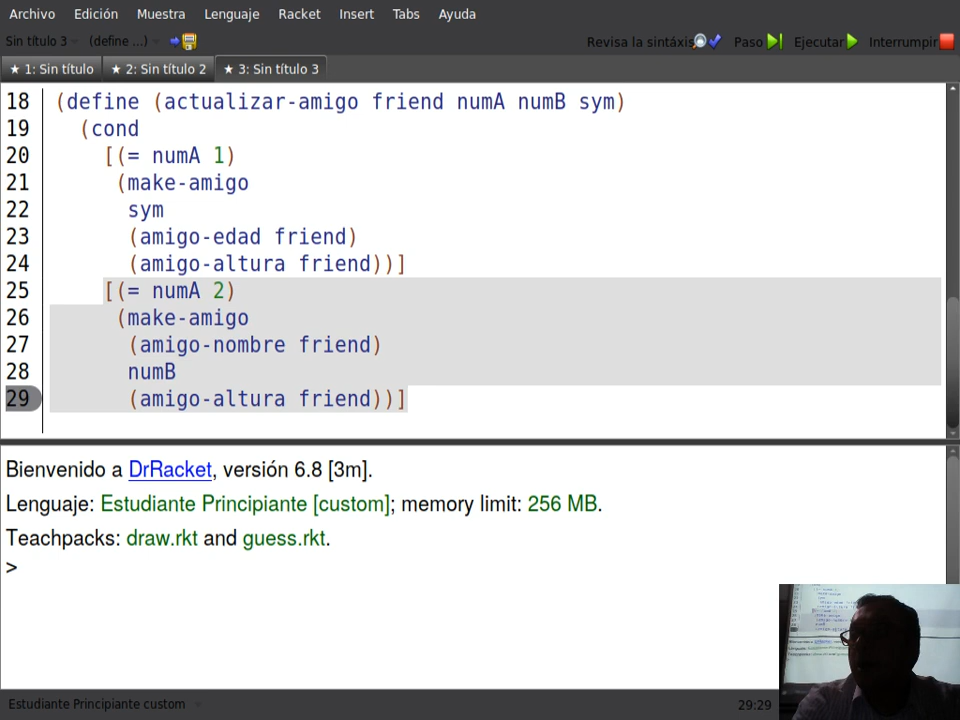 Archivo Edición Muestra Lenguaje Racket Insert Tabs Ayuda
Sin título 3 (define ...) Revisa la sintáxis Paso Ejecutar Interrumpir
★ 1: Sin título ★ 2: Sin título 2 ★ 3: Sin título 3
18 (define (actualizar-amigo friend numA numB sym)
19 (cond
20 [(= numA 1)
21 (make-amigo
22 sym
23 (amigo-edad friend)
24 (amigo-altura friend))]
25 [(= numA 2)
26 (make-amigo
27 (amigo-nombre friend)
28 numB
29 (amigo-altura friend))]
Bienvenido a DrRacket, versión 6.8 [3m].
Lenguaje: Estudiante Principiante [custom]; memory limit: 256 MB.
Teachpacks: draw.rkt and guess.rkt.
>
Estudiante Principiante custom 29:29